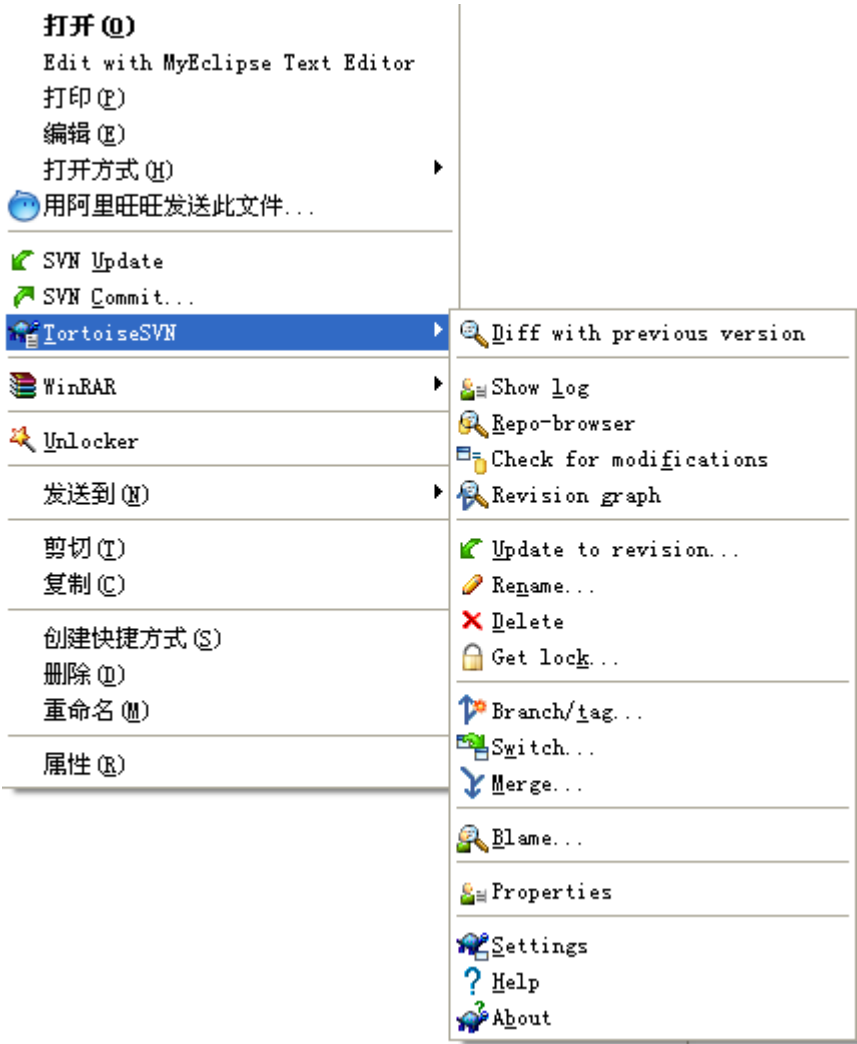 打开(O)
Edit with MyEclipse Text Editor
打印(P)
编辑(E)
打开方式(H)
用阿里旺旺发送此文件...
SVN Update
SVN Commit...
TortoiseSVN
WinRAR
Unlocker
发送到(N)
剪切(T)
复制(C)
创建快捷方式(S)
删除(D)
重命名(M)
属性(R)
Diff with previous version
Show log
Repo-browser
Check for modifications
Revision graph
Update to revision...
Rename...
Delete
Get lock...
Branch/tag...
Switch...
Merge...
Blame...
Properties
Settings
Help
About